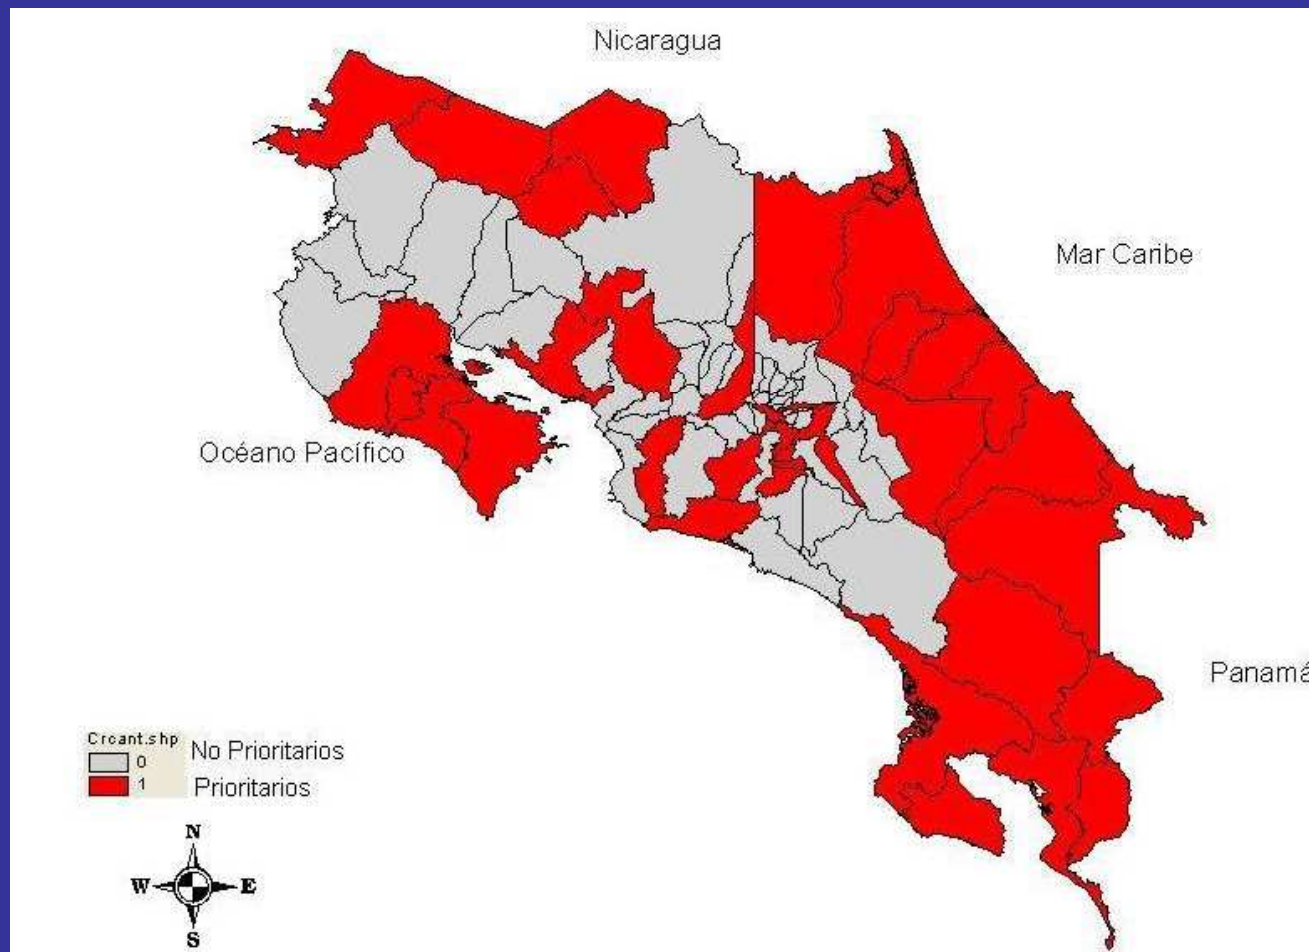 Nicaragua
Mar Caribe
Océano Pacífico
Panamá
Crcant.shp
0 No Prioritarios
1 Prioritarios
N
W E
S